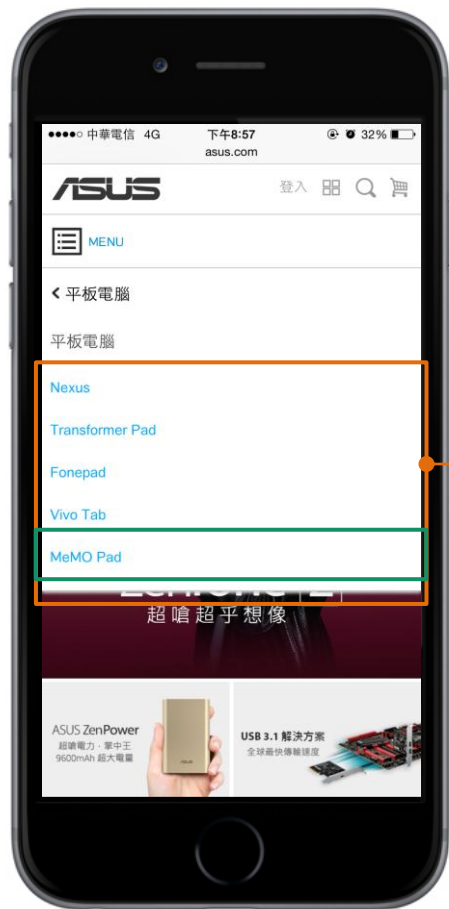 中華電信 4G 下午8:57 32%
asus.com
ASUS 登入
MENU
平板電腦
平板電腦
Nexus
Transformer Pad
Fonepad
Vivo Tab
MeMO Pad
超嗆超乎想像
ASUS ZenPower
超嗆電力．掌中王
9600mAh 超大電量
USB 3.1 解決方案
全球最快傳輸速度